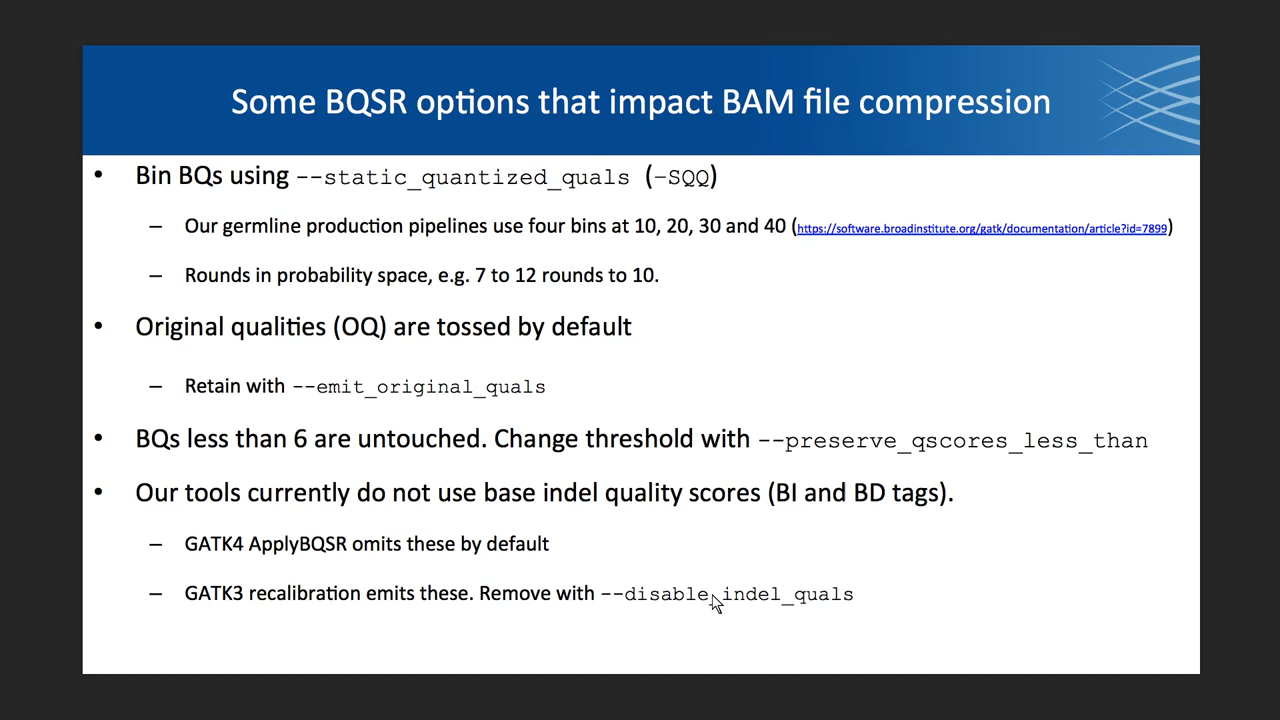 Some BQSR options that impact BAM file compression
• Bin BQs using --static_quantized_quals (-SQQ)
– Our germline production pipelines use four bins at 10, 20, 30 and 40 (https://software.broadinstitute.org/gatk/documentation/article?id=7899)
– Rounds in probability space, e.g. 7 to 12 rounds to 10.
• Original qualities (OQ) are tossed by default
– Retain with --emit_original_quals
• BQs less than 6 are untouched. Change threshold with --preserve_qscores_less_than
• Our tools currently do not use base indel quality scores (BI and BD tags).
– GATK4 ApplyBQSR omits these by default
– GATK3 recalibration emits these. Remove with --disable_indel_quals